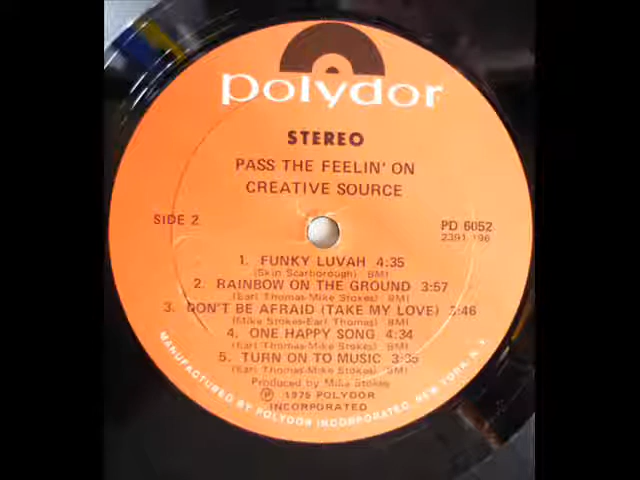 polydor
STEREO
PASS THE FEELIN' ON
CREATIVE SOURCE
SIDE 2
PD 6052
2391 196
1. FUNKY LUVAH 4:35
(Skin Scarborough) BMI
2. RAINBOW ON THE GROUND 3:57
(Earl Thomas-Mike Stokes) BMI
3. DON'T BE AFRAID (TAKE MY LOVE) 3:46
(Mike Stokes-Earl Thomas) BMI
4. ONE HAPPY SONG 4:34
(Earl Thomas-Mike Stokes) BMI
5. TURN ON TO MUSIC 3:35
(Earl Thomas-Mike Stokes) BMI
Produced by Mike Stokes
Ⓟ 1975 POLYDOR
INCORPORATED
MANUFACTURED BY POLYDOR INCORPORATED, NEW YORK, N.Y.